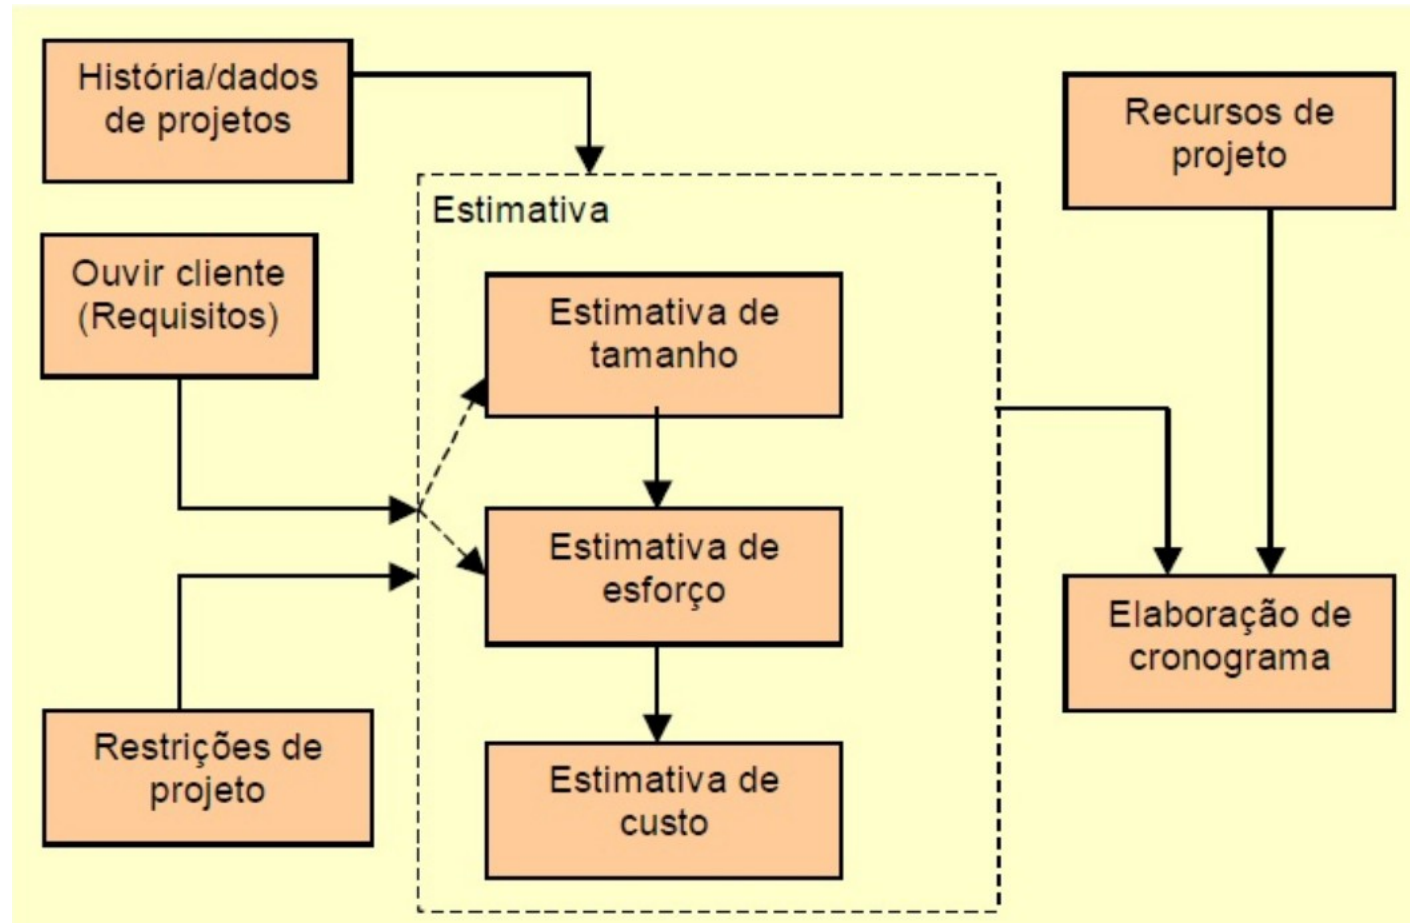 História/dados
de projetos
Ouvir cliente
(Requisitos)
Restrições de
projeto
Estimativa
Estimativa de
tamanho
Estimativa de
esforço
Estimativa de
custo
Recursos de
projeto
Elaboração de
cronograma